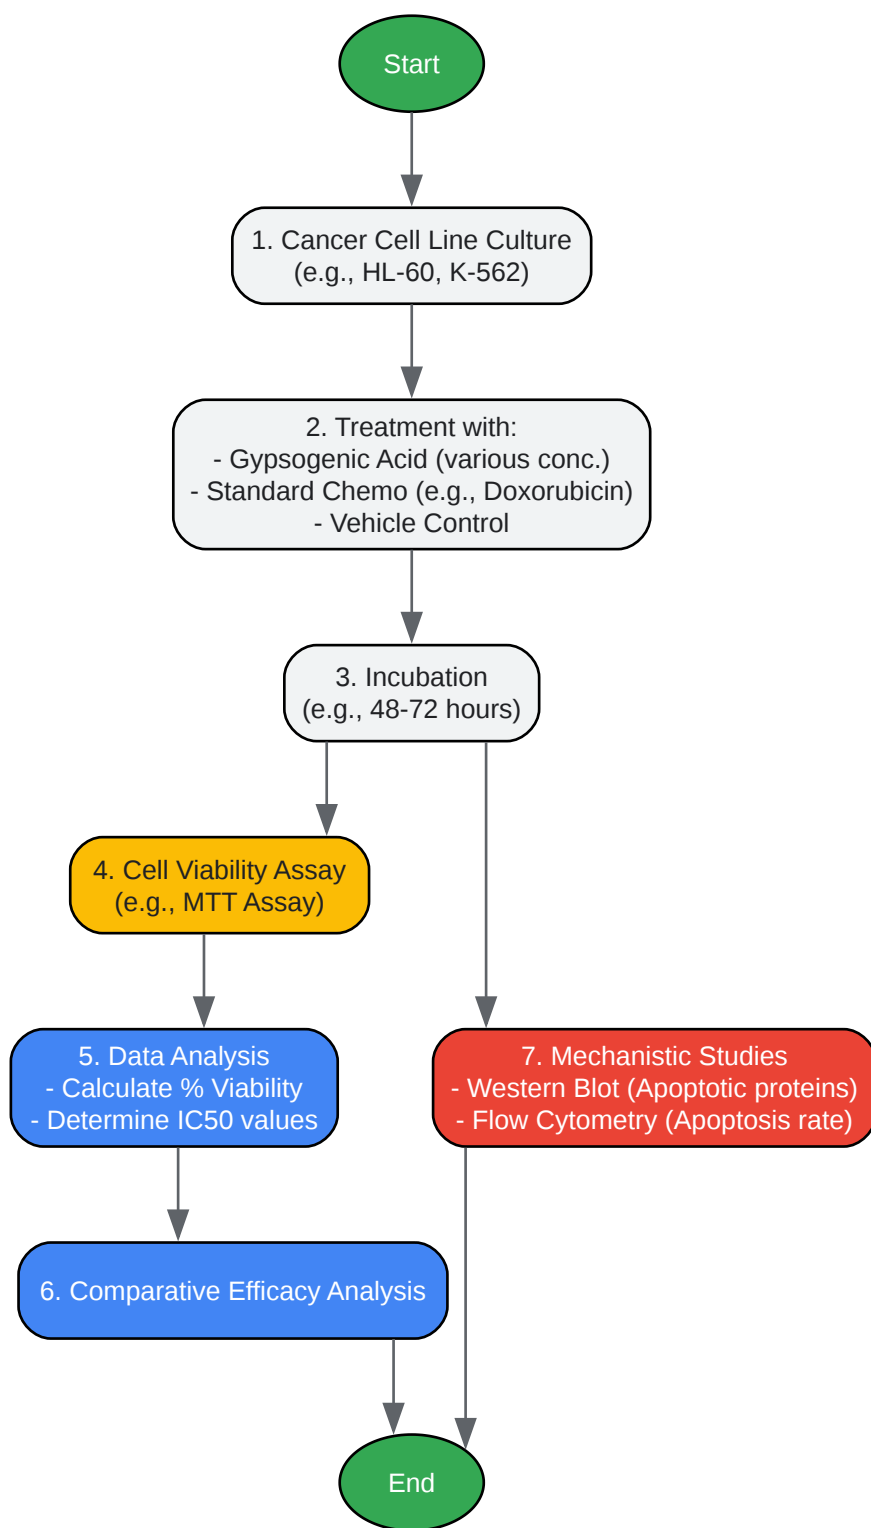 Start
1. Cancer Cell Line Culture
(e.g., HL-60, K-562)
2. Treatment with:
- Gypsogenic Acid (various conc.)
- Standard Chemo (e.g., Doxorubicin)
- Vehicle Control
3. Incubation
(e.g., 48-72 hours)
4. Cell Viability Assay
(e.g., MTT Assay)
5. Data Analysis
- Calculate % Viability
- Determine IC50 values
7. Mechanistic Studies
- Western Blot (Apoptotic proteins)
- Flow Cytometry (Apoptosis rate)
6. Comparative Efficacy Analysis
End